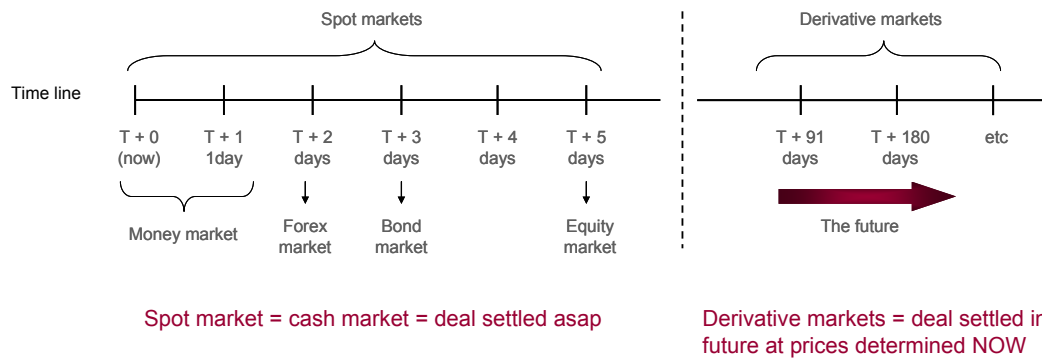 Spot markets
Derivative markets
Time line
T + 0
(now)
T + 1
1day
T + 2
days
T + 3
days
T + 4
days
T + 5
days
T + 91
days
T + 180
days
etc
Money market
Forex
market
Bond
market
Equity
market
The future
Spot market = cash market = deal settled asap
Derivative markets = deal settled in
future at prices determined NOW